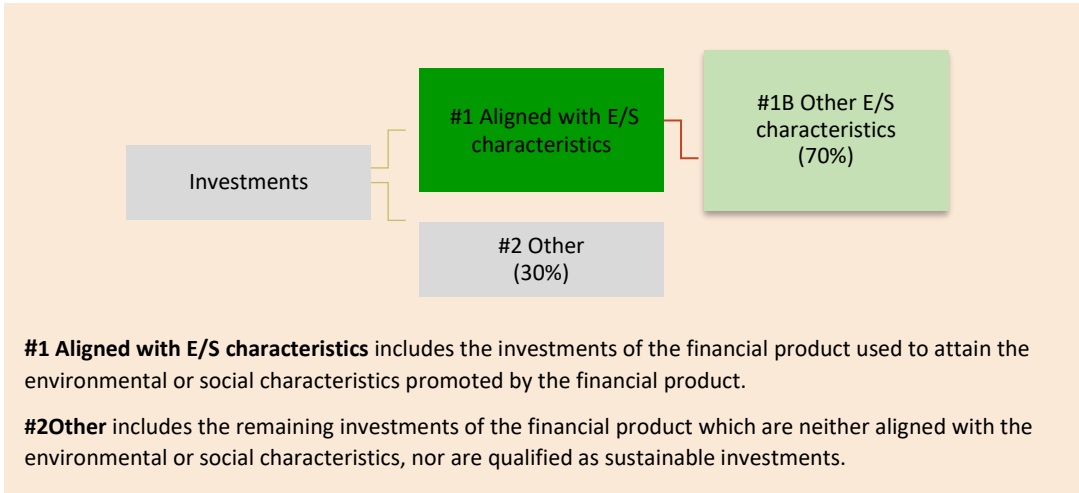 #1 Aligned with E/S
characteristics
#1B Other E/S
characteristics
(70%)
Investments
#2 Other
(30%)
#1 Aligned with E/S characteristics includes the investments of the financial product used to attain the
environmental or social characteristics promoted by the financial product.
#2Other includes the remaining investments of the financial product which are neither aligned with the
environmental or social characteristics, nor are qualified as sustainable investments.